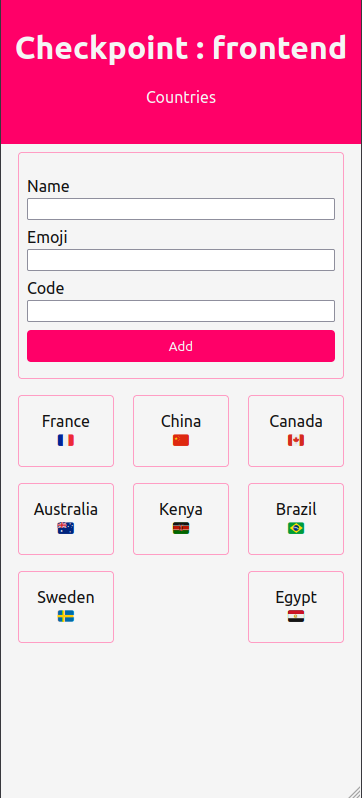 Checkpoint : frontend
Countries
Name
Emoji
Code
Add
France
China
Canada
Australia
Kenya
Brazil
Sweden
Egypt